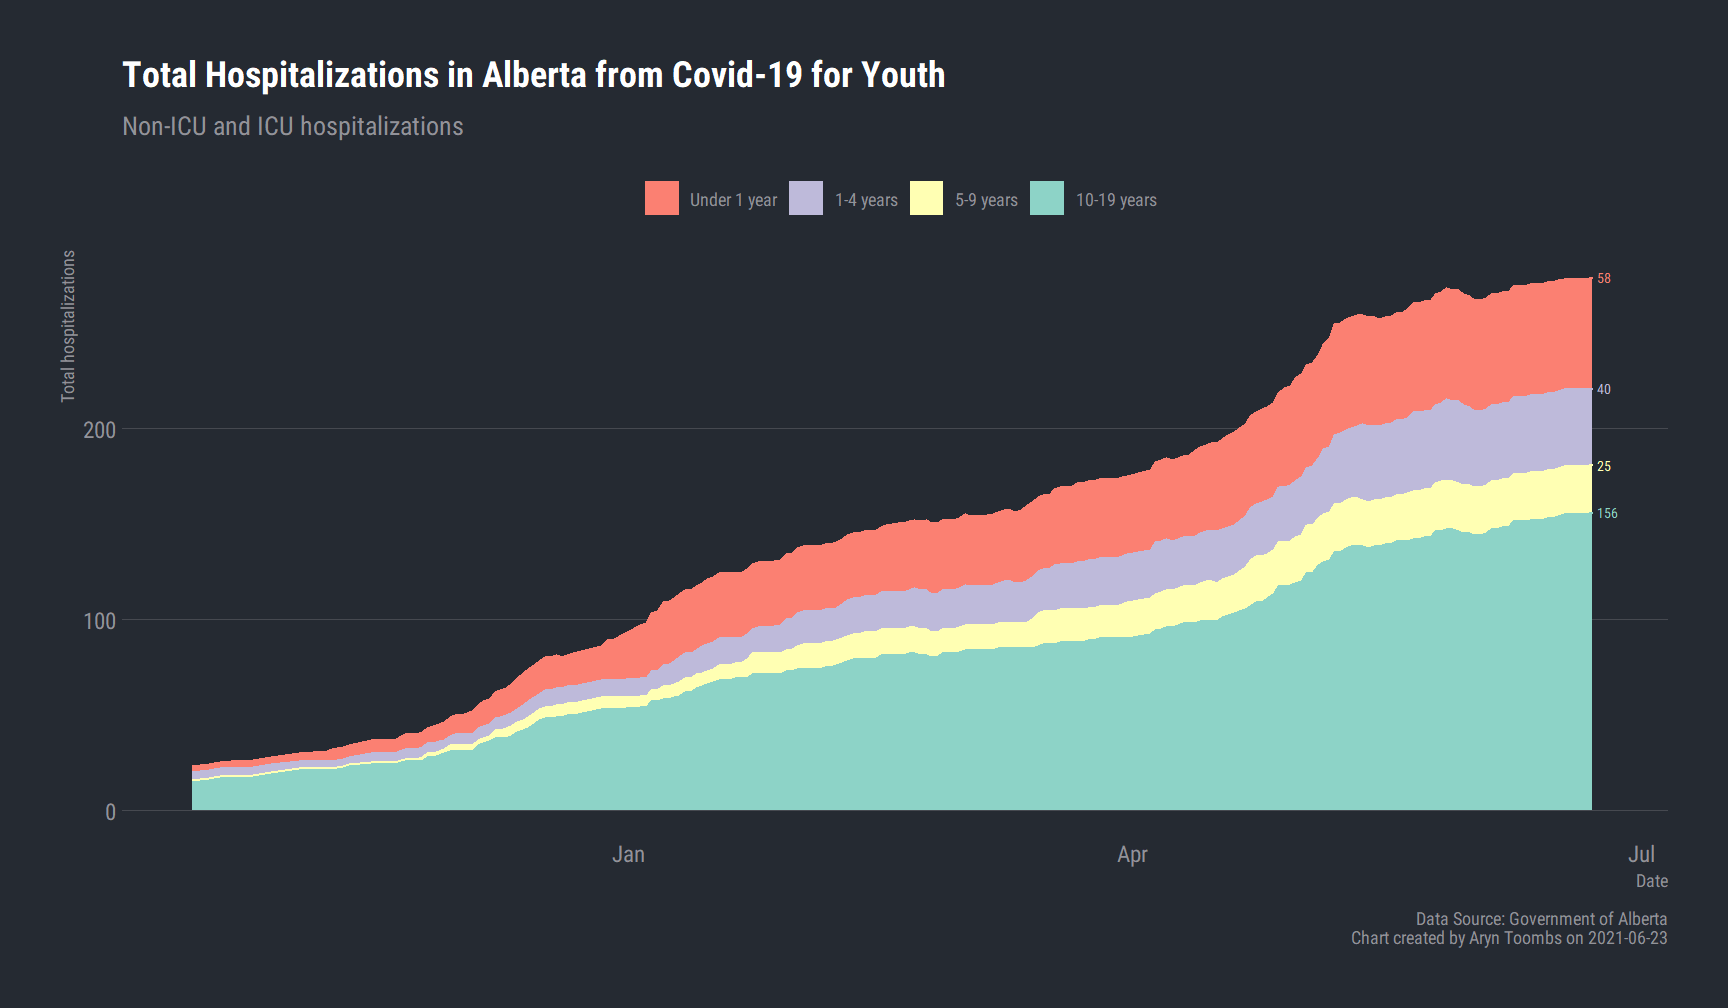 Total Hospitalizations in Alberta from Covid-19 for Youth
Non-ICU and ICU hospitalizations
Under 1 year
1-4 years
5-9 years
10-19 years
Total hospitalizations
200
100
0
58
40
25
156
Jan
Apr
Jul
Date
Data Source: Government of Alberta
Chart created by Aryn Toombs on 2021-06-23